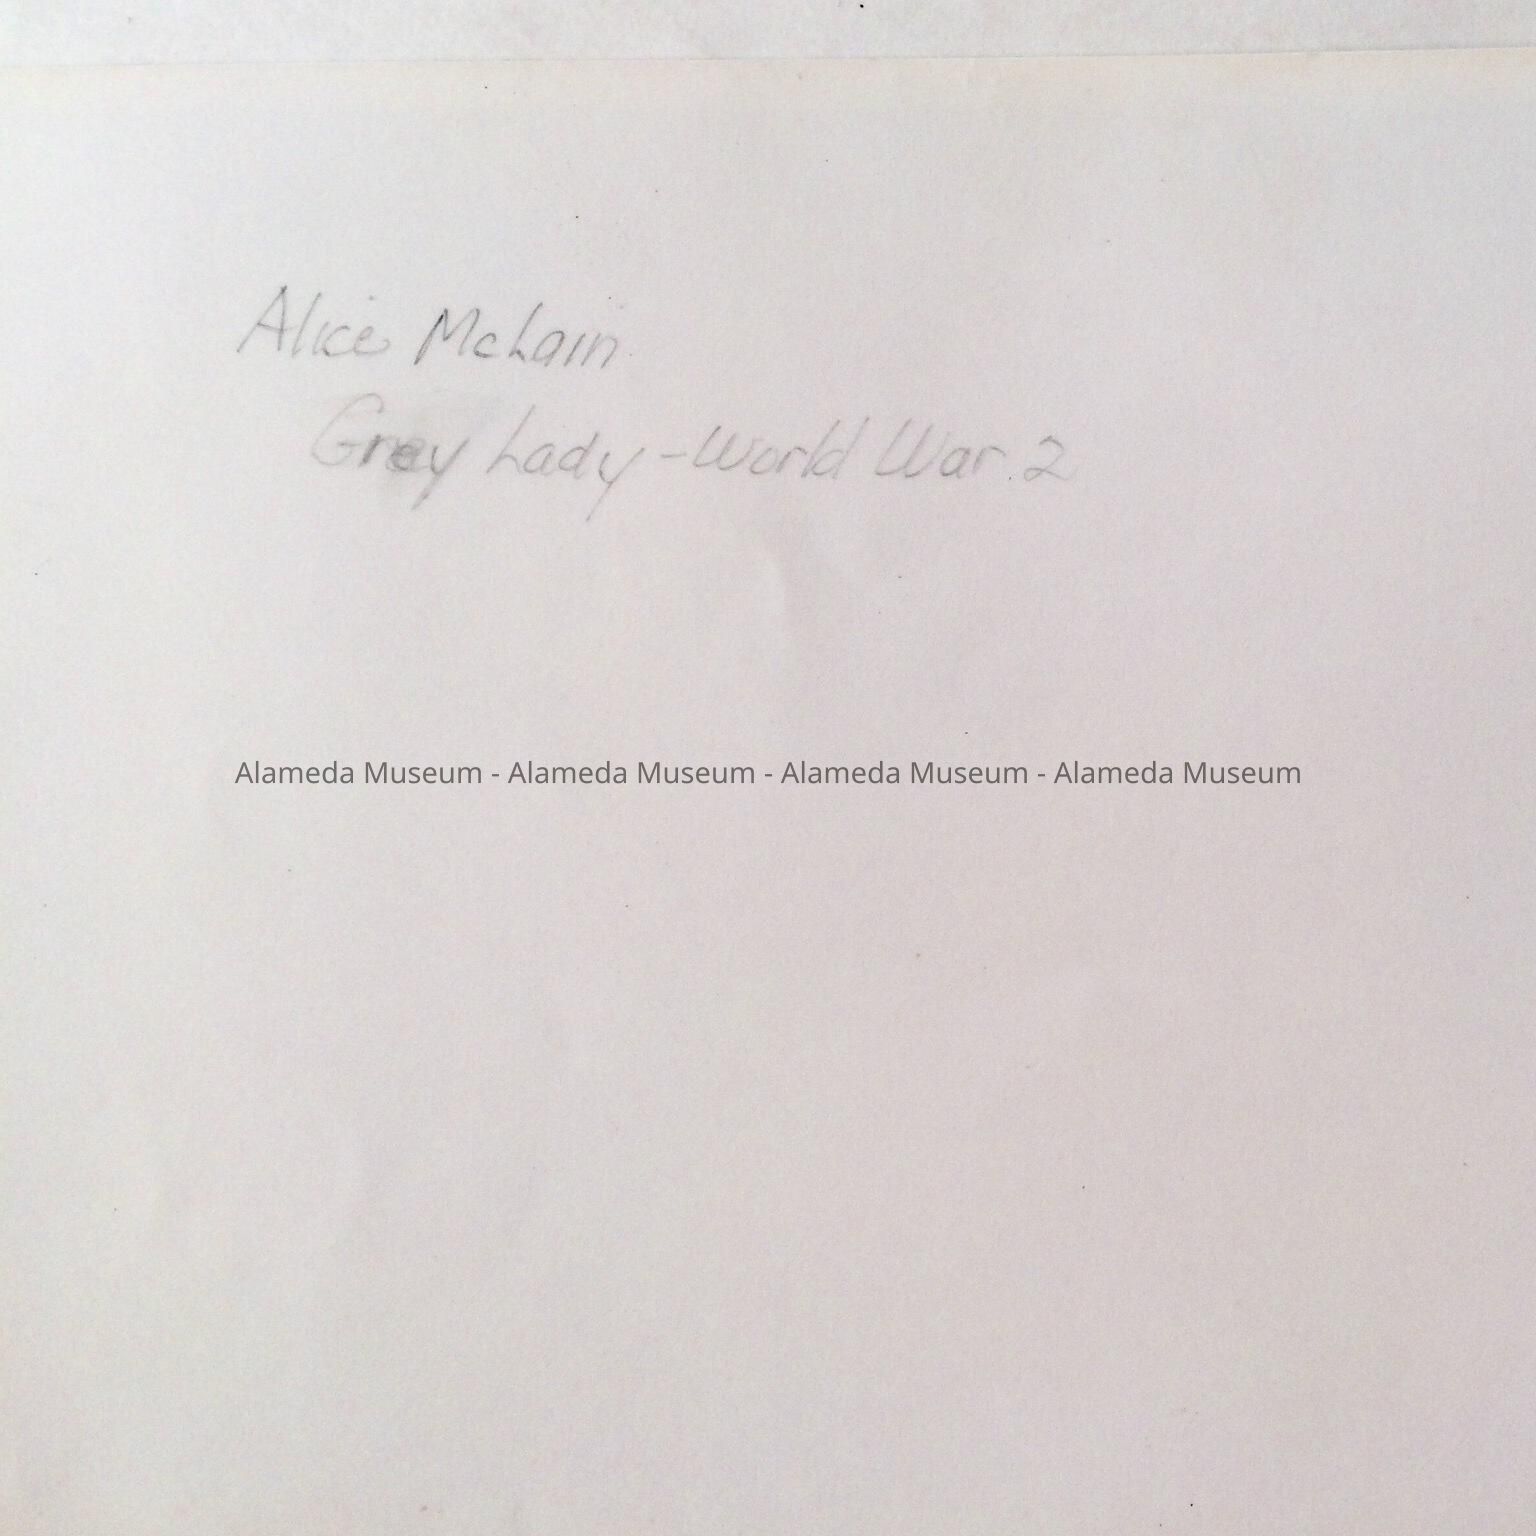 Alice McLain
Grey Lady - World War 2
Alameda Museum - Alameda Museum - Alameda Museum - Alameda Museum